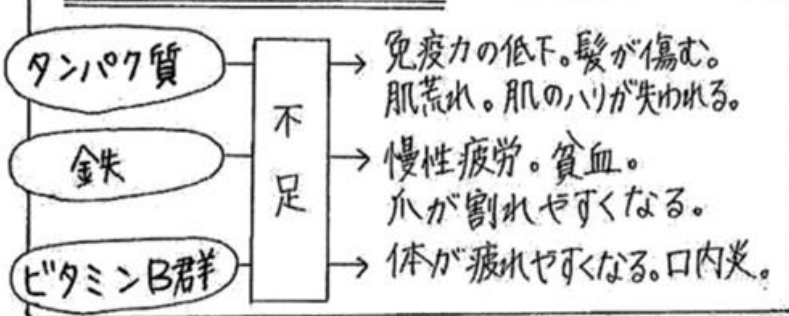 タンパク質
不足
免疫力の低下。髪が傷む。
肌荒れ。肌のハリが失われる。
鉄
慢性疲労。貧血。
爪が割れやすくなる。
ビタミンB群
体が疲れやすくなる。口内炎。